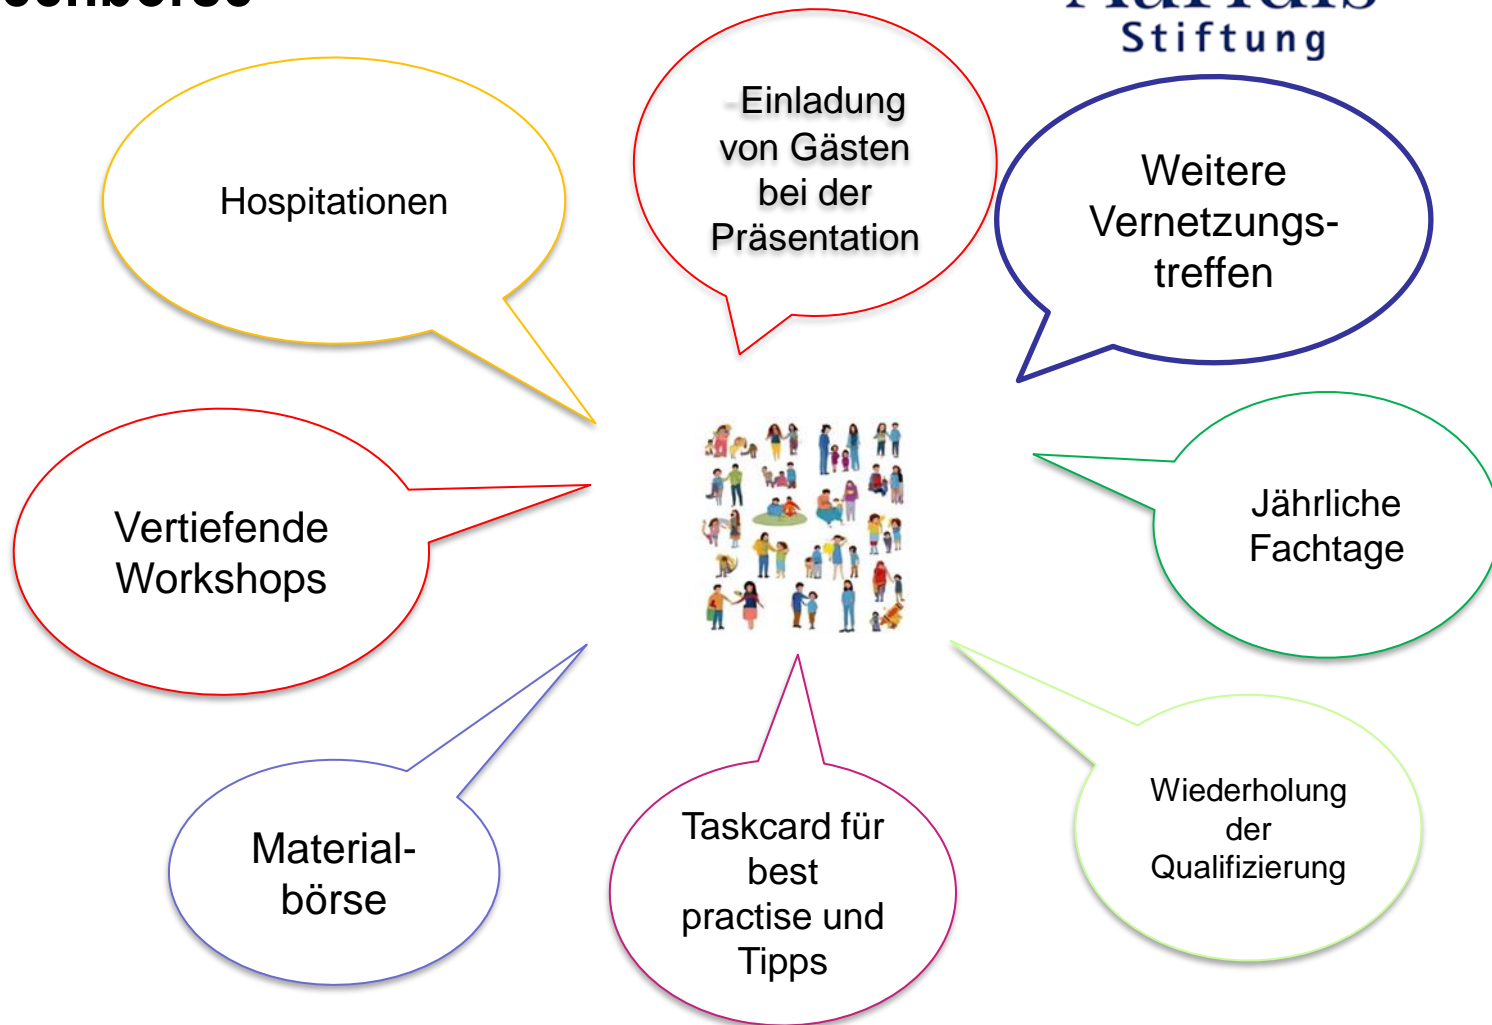 Stiftung
Hospitationen
-Einladung
von Gästen
bei der
Präsentation
Weitere
Vernetzungs-
treffen
Vertiefende
Workshops
Jährliche
Fachtage
Material-
börse
Taskcard für
best
practise und
Tipps
Wiederholung
der
Qualifizierung